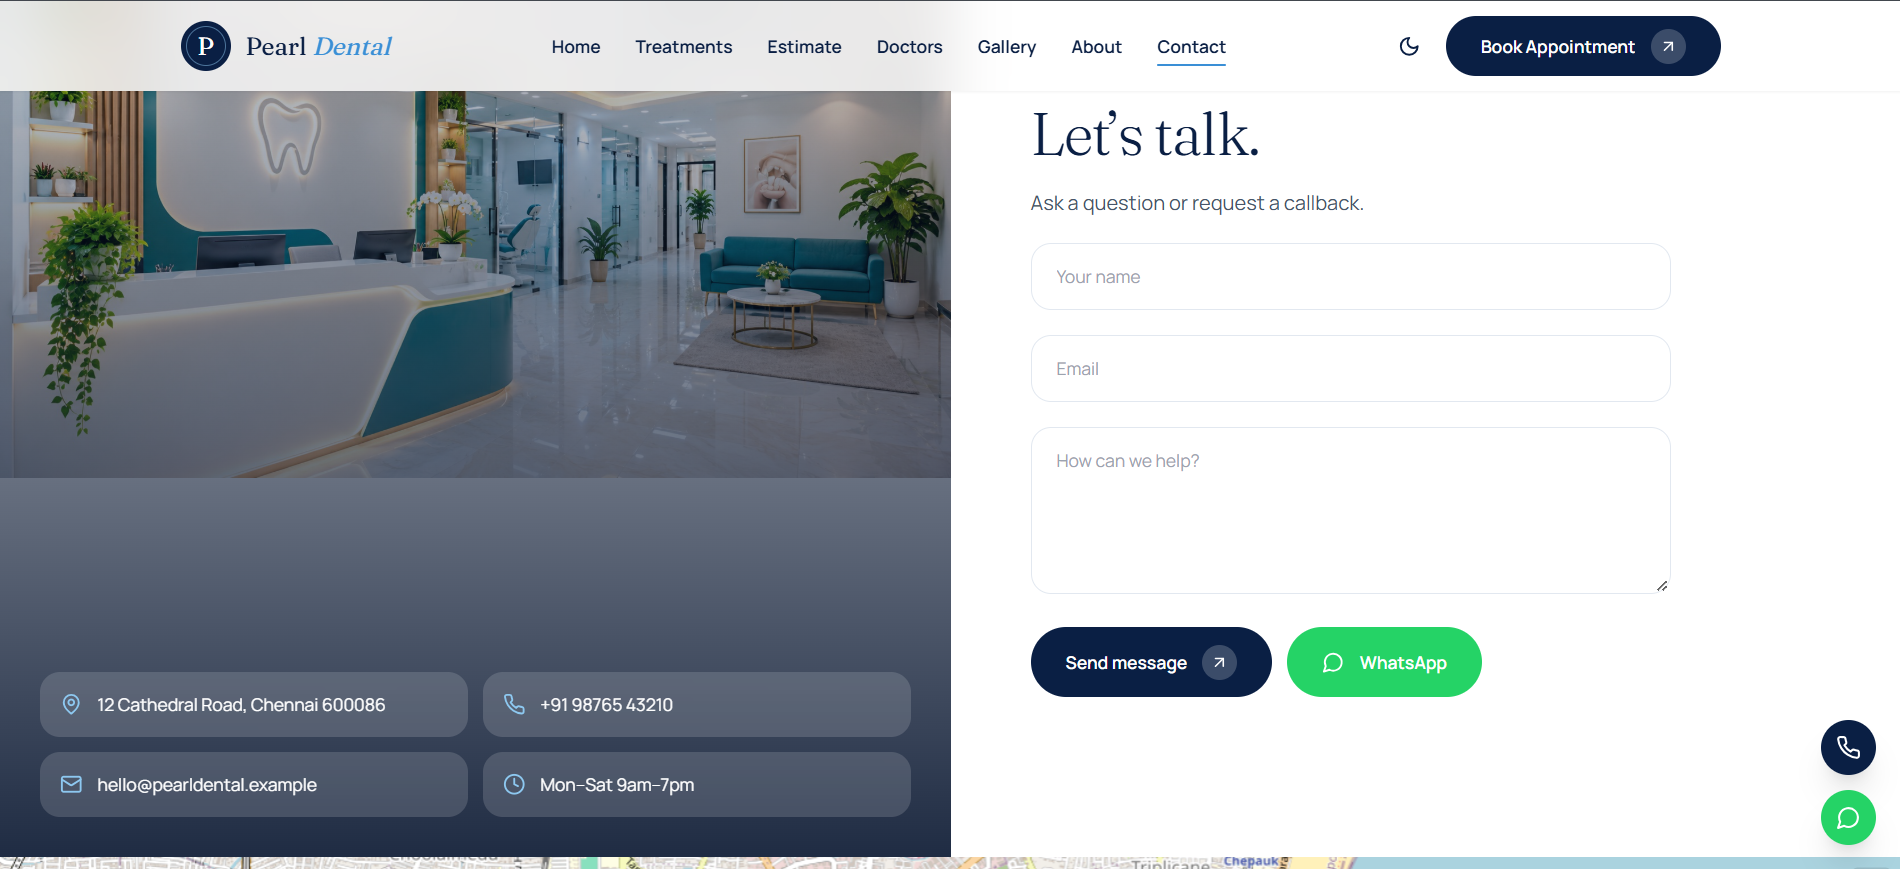 P
Pearl Dental
Home
Treatments
Estimate
Doctors
Gallery
About
Contact
Book Appointment
Let’s talk.
Ask a question or request a callback.
Your name
Email
How can we help?
Send message
WhatsApp
12 Cathedral Road, Chennai 600086
+91 98765 43210
hello@pearldental.example
Mon–Sat 9am–7pm
Triplicane
Chepauk